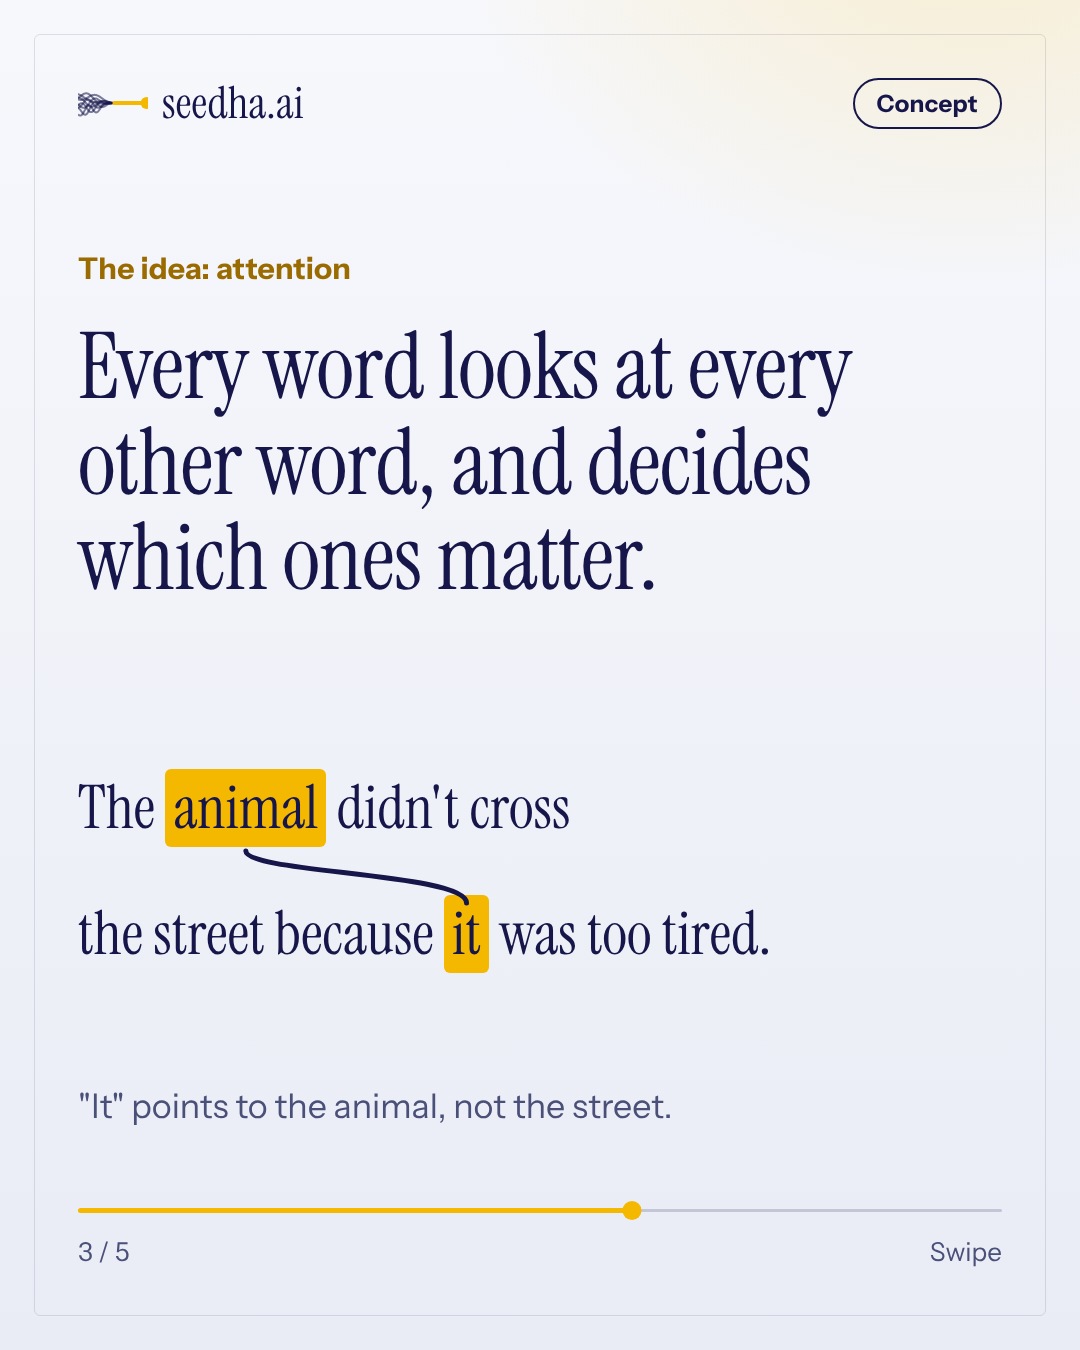 seedha.ai
Concept
The idea: attention
Every word looks at every
other word, and decides
which ones matter.
The animal didn't cross
the street because it was too tired.
"It" points to the animal, not the street.
3 / 5
Swipe